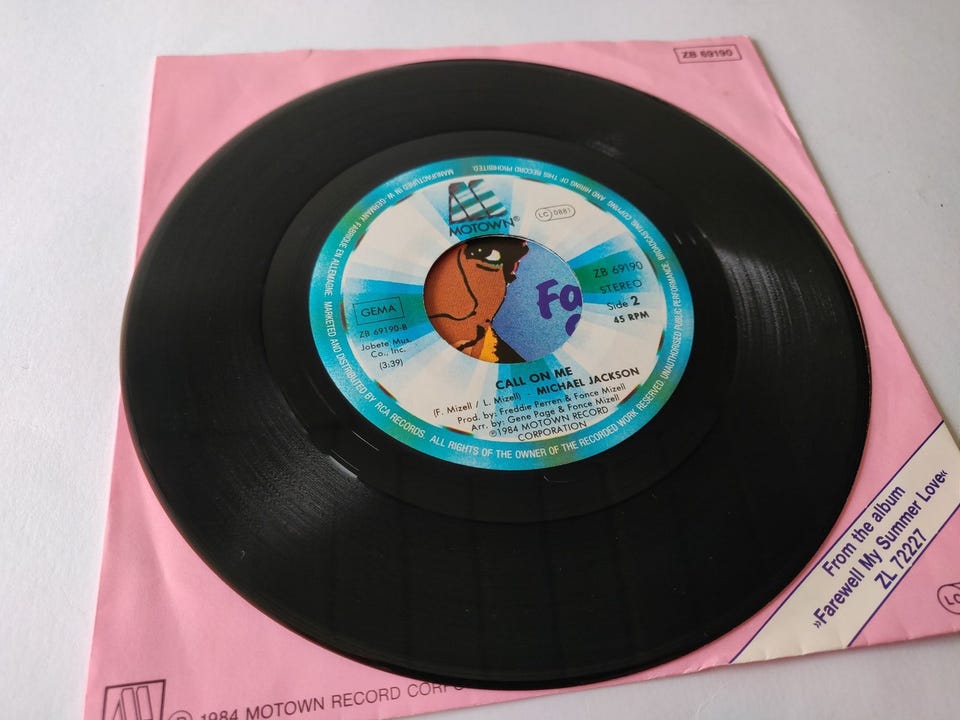 ZB 69190
MANUFACTURED IN W.-GERMANY. FABRIQUÉ EN ALLEMAGNE. MARKETED AND DISTRIBUTED BY RCA RECORDS. ALL RIGHTS OF THE OWNER OF THE RECORDED WORK RESERVED. UNAUTHORISED PUBLIC PERFORMANCE BROADCASTING COPYING AND HIRING OF THIS RECORD PROHIBITED.
MOTOWN®
LC 0881
ZB 69190
STEREO
Side 2
45 RPM
GEMA
ZB 69190-B
Jobete Mus.
Co., Inc.
(3:39)
Fa
CALL ON ME
(F. Mizell / L. Mizell) · MICHAEL JACKSON
Prod. by: Freddie Perren & Fonce Mizell
Arr. by: Gene Page & Fonce Mizell
℗1984 MOTOWN RECORD
CORPORATION
From the album
»Farewell My Summer Love«
ZL 72227
LC
℗ 1984 MOTOWN RECORD CORPO